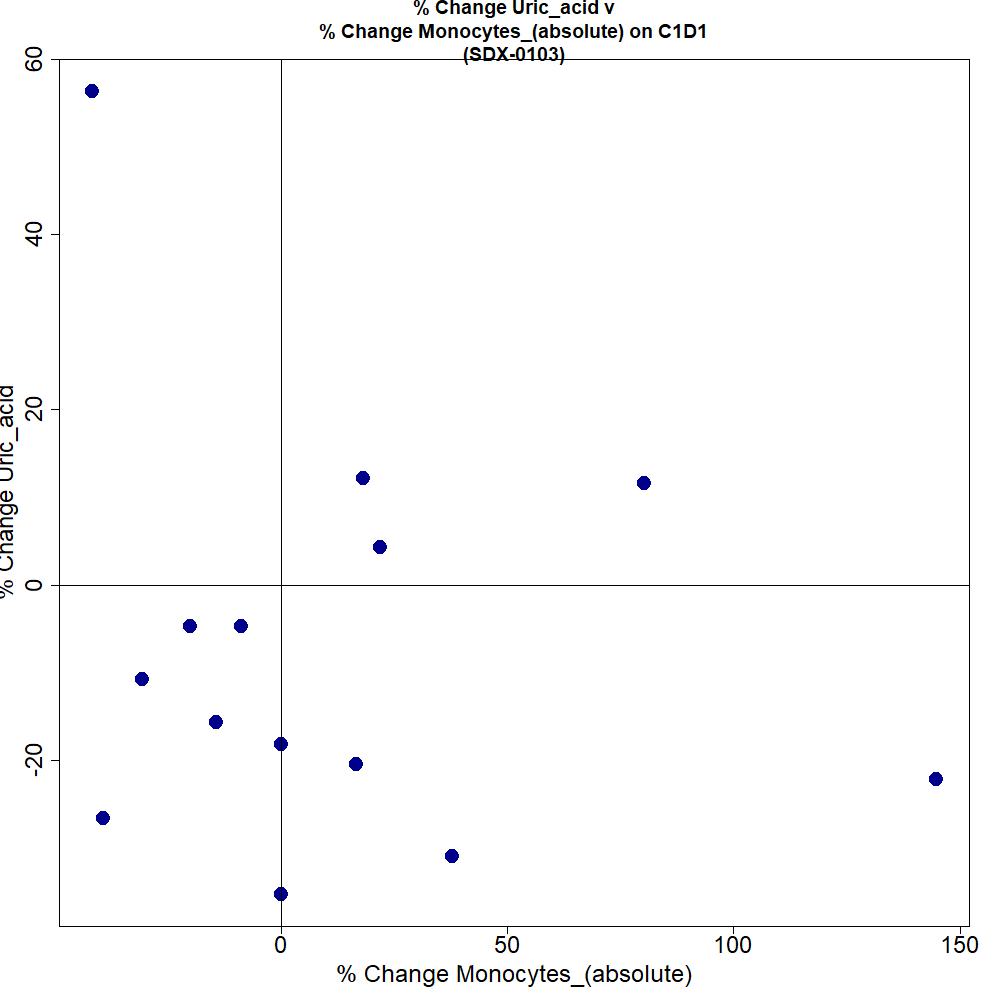 % Change Uric_acid v
% Change Monocytes_(absolute) on C1D1
(SDX-0103)
60
40
20
0
-20
% Change Uric_acid
0
50
100
150
% Change Monocytes_(absolute)